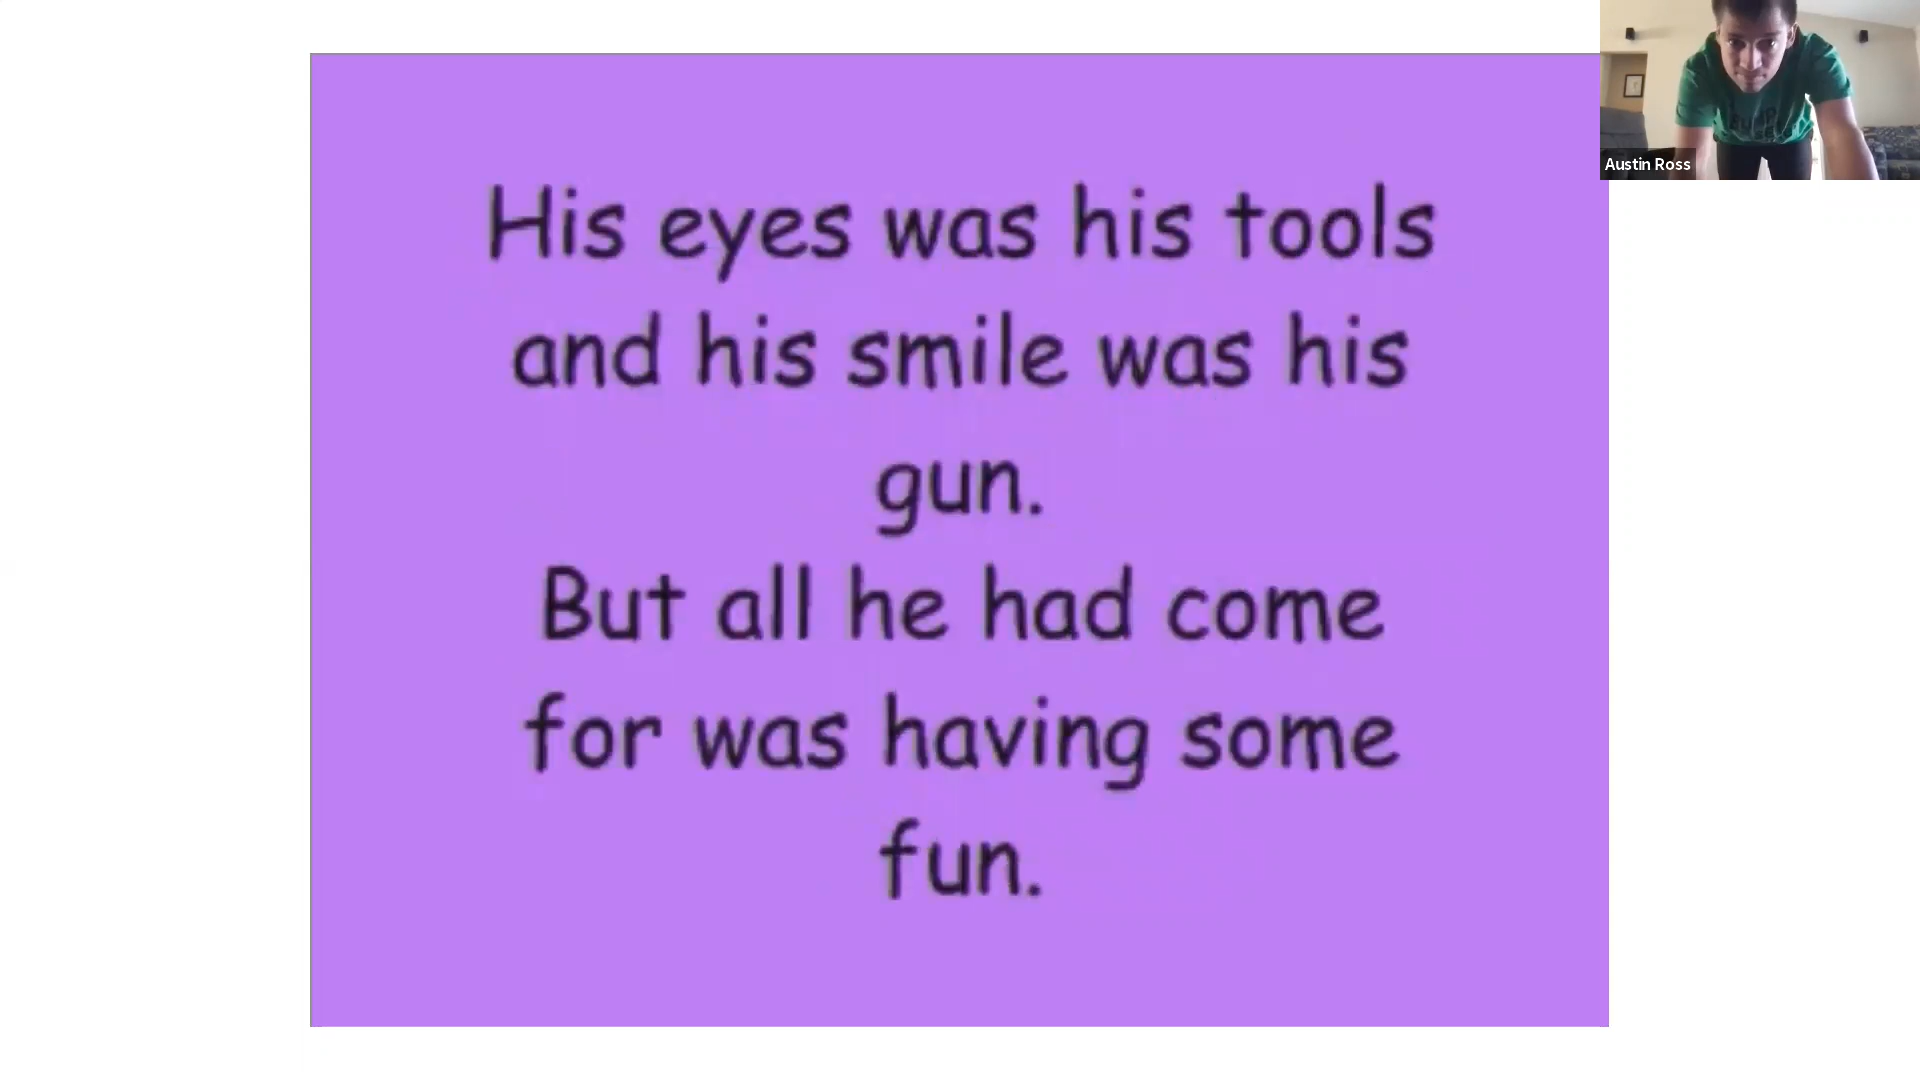 His eyes was his tools
and his smile was his
gun.
But all he had come
for was having some
fun.
Austin Ross